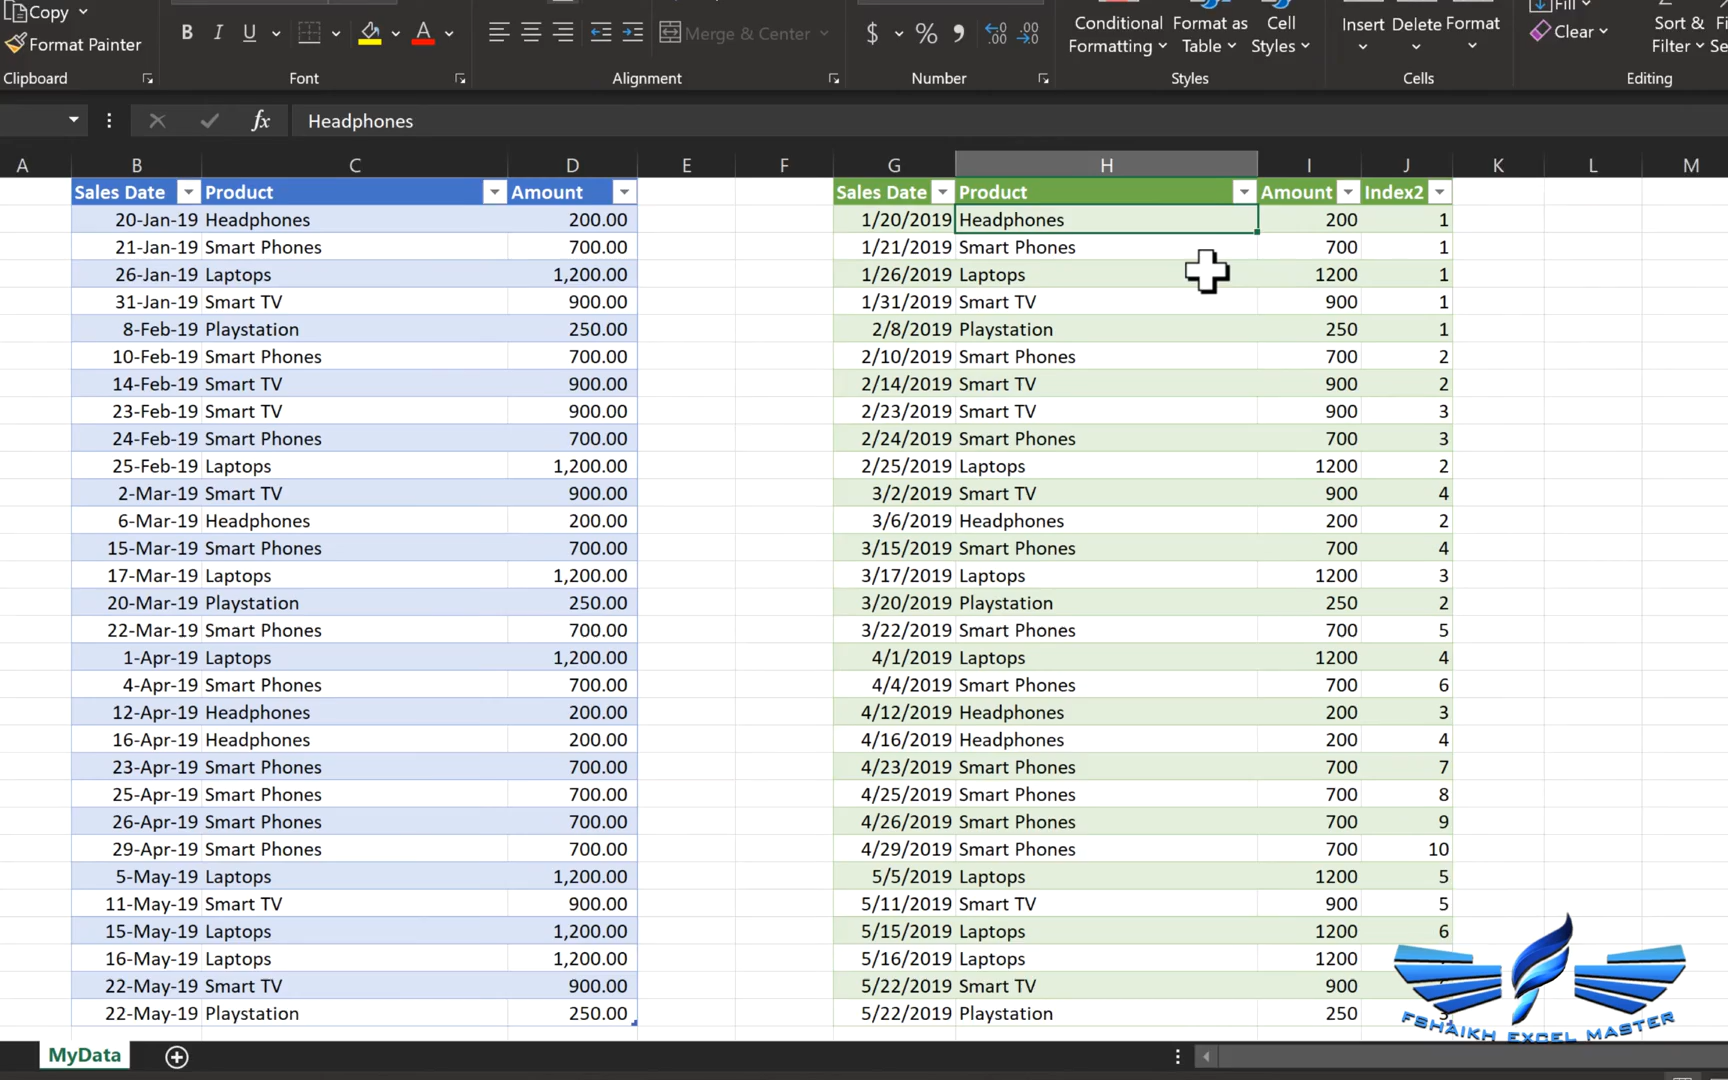 Copy
Fill
Format Painter
B I U
A
Merge & Center
$ % 9
Conditional Formatting
Format as Table
Cell Styles
Insert
Delete
Format
Clear
Sort & Filter
Clipboard
Font
Alignment
Number
Styles
Cells
Editing
fx
Headphones
A B C D E F G H I J K L M
Sales Date Product Amount Sales Date Product Amount Index2
20-Jan-19 Headphones 200.00 1/20/2019 Headphones 200 1
21-Jan-19 Smart Phones 700.00 1/21/2019 Smart Phones 700 1
26-Jan-19 Laptops 1,200.00 1/26/2019 Laptops 1200 1
31-Jan-19 Smart TV 900.00 1/31/2019 Smart TV 900 1
8-Feb-19 Playstation 250.00 2/8/2019 Playstation 250 1
10-Feb-19 Smart Phones 700.00 2/10/2019 Smart Phones 700 2
14-Feb-19 Smart TV 900.00 2/14/2019 Smart TV 900 2
23-Feb-19 Smart TV 900.00 2/23/2019 Smart TV 900 3
24-Feb-19 Smart Phones 700.00 2/24/2019 Smart Phones 700 3
25-Feb-19 Laptops 1,200.00 2/25/2019 Laptops 1200 2
2-Mar-19 Smart TV 900.00 3/2/2019 Smart TV 900 4
6-Mar-19 Headphones 200.00 3/6/2019 Headphones 200 2
15-Mar-19 Smart Phones 700.00 3/15/2019 Smart Phones 700 4
17-Mar-19 Laptops 1,200.00 3/17/2019 Laptops 1200 3
20-Mar-19 Playstation 250.00 3/20/2019 Playstation 250 2
22-Mar-19 Smart Phones 700.00 3/22/2019 Smart Phones 700 5
1-Apr-19 Laptops 1,200.00 4/1/2019 Laptops 1200 4
4-Apr-19 Smart Phones 700.00 4/4/2019 Smart Phones 700 6
12-Apr-19 Headphones 200.00 4/12/2019 Headphones 200 3
16-Apr-19 Headphones 200.00 4/16/2019 Headphones 200 4
23-Apr-19 Smart Phones 700.00 4/23/2019 Smart Phones 700 7
25-Apr-19 Smart Phones 700.00 4/25/2019 Smart Phones 700 8
26-Apr-19 Smart Phones 700.00 4/26/2019 Smart Phones 700 9
29-Apr-19 Smart Phones 700.00 4/29/2019 Smart Phones 700 10
5-May-19 Laptops 1,200.00 5/5/2019 Laptops 1200 5
11-May-19 Smart TV 900.00 5/11/2019 Smart TV 900 5
15-May-19 Laptops 1,200.00 5/15/2019 Laptops 1200 6
16-May-19 Laptops 1,200.00 5/16/2019 Laptops 1200
22-May-19 Smart TV 900.00 5/22/2019 Smart TV 900
22-May-19 Playstation 250.00 5/22/2019 Playstation 250
FSHAIKH EXCEL MASTER
MyData